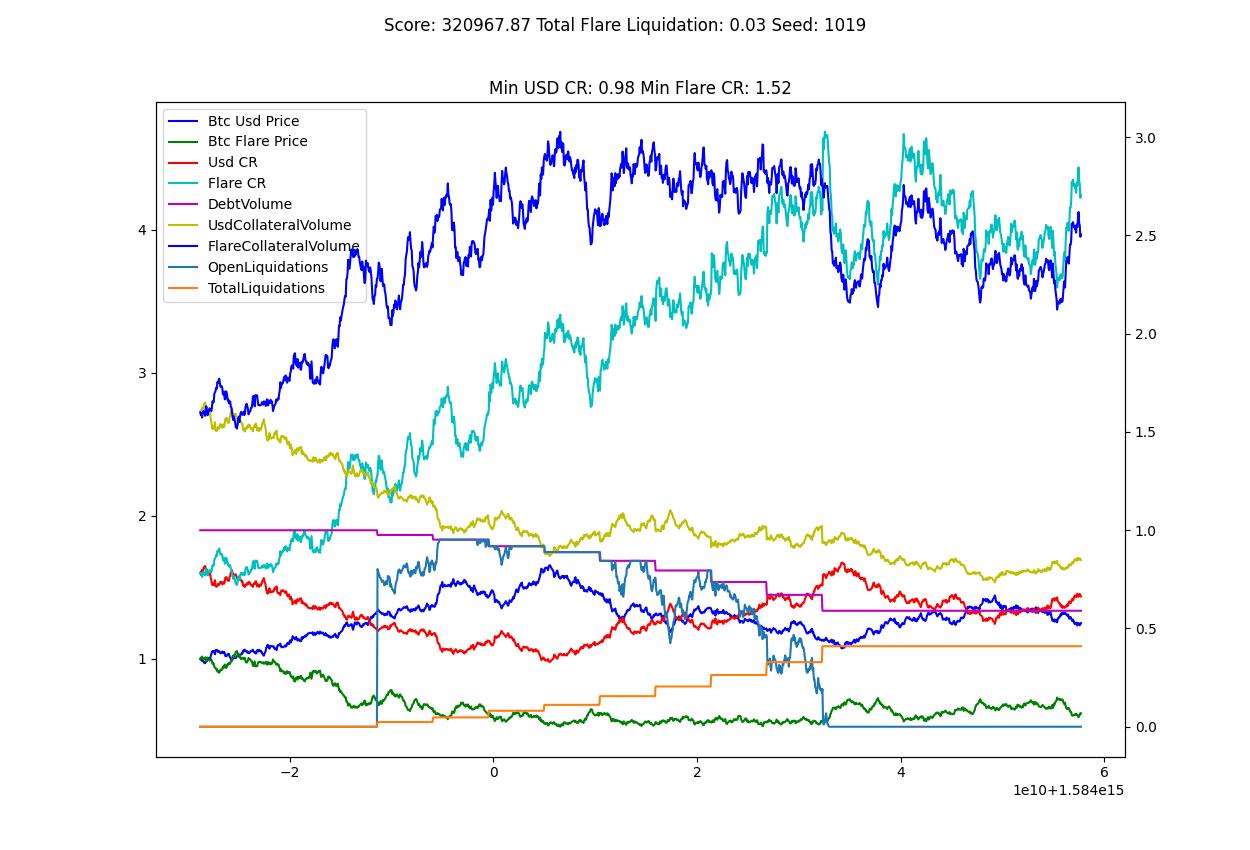 Score: 320967.87 Total Flare Liquidation: 0.03 Seed: 1019
Min USD CR: 0.98 Min Flare CR: 1.52
Btc Usd Price
Btc Flare Price
Usd CR
Flare CR
DebtVolume
UsdCollateralVolume
FlareCollateralVolume
OpenLiquidations
TotalLiquidations
4
3
2
1
3.0
2.5
2.0
1.5
1.0
0.5
0.0
−2
0
2
4
6
1e10+1.584e15